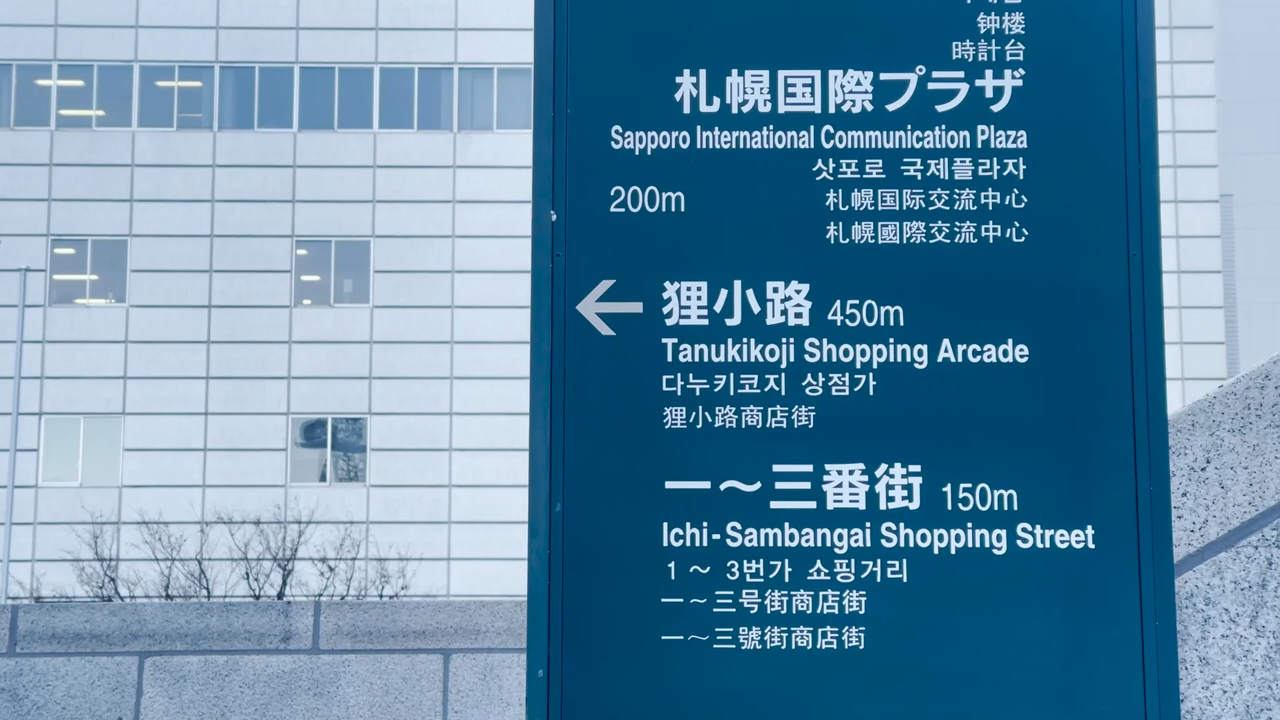 钟楼
時計台
札幌国際プラザ
Sapporo International Communication Plaza
삿포로 국제플라자
200m 札幌国际交流中心
札幌國際交流中心
← 狸小路 450m
Tanukikoji Shopping Arcade
다누키코지 상점가
狸小路商店街
一～三番街 150m
Ichi-Sambangai Shopping Street
1 ～ 3번가 쇼핑거리
一～三号街商店街
一～三號街商店街